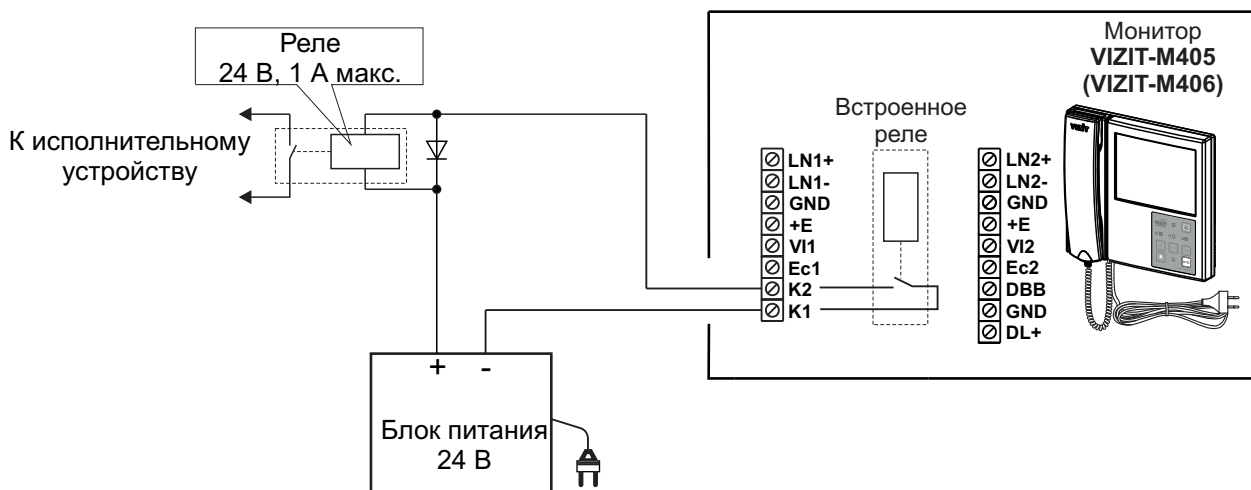 Реле
24 В, 1 А макс.
К исполнительному
устройству
+ -
Блок питания
24 В
Монитор
VIZIT-M405
(VIZIT-M406)
Встроенное
реле
LN1+
LN1-
GND
+E
VI1
Ec1
K2
K1
LN2+
LN2-
GND
+E
VI2
Ec2
DBB
GND
DL+
VIZIT